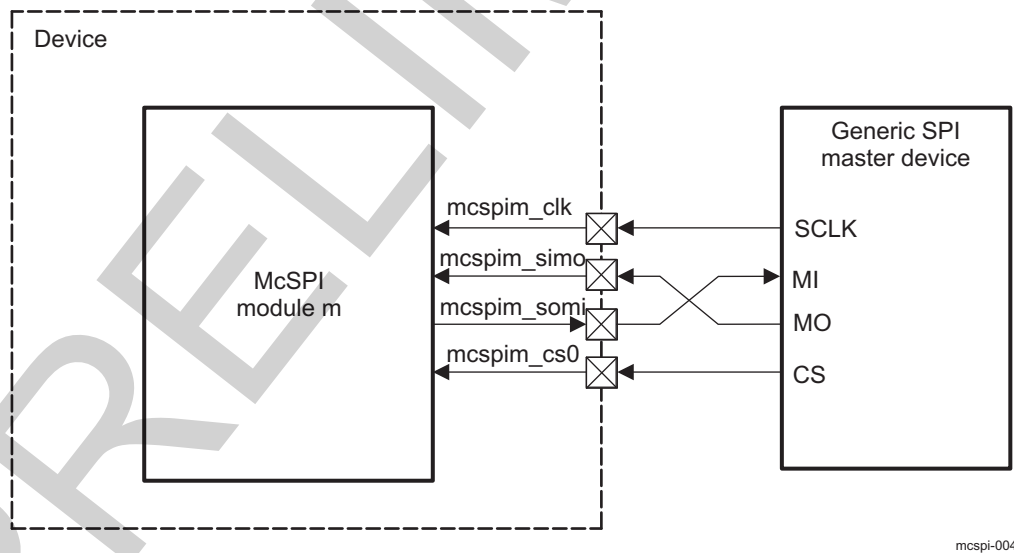 Device
Generic SPI
master device
mcspim_clk
SCLK
mcspim_simo
MI
McSPI
module m
mcspim_somi
MO
mcspim_cs0
CS
mcspi-004